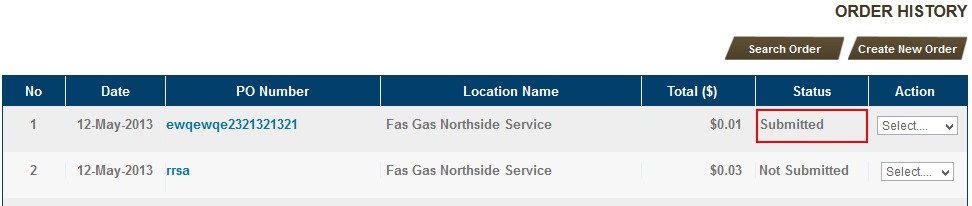 ORDER HISTORY
Search Order Create New Order
No Date PO Number Location Name Total ($) Status Action
1 12-May-2013 ewqewqe2321321321 Fas Gas Northside Service $0.01 Submitted Select....
2 12-May-2013 rrsa Fas Gas Northside Service $0.03 Not Submitted Select....